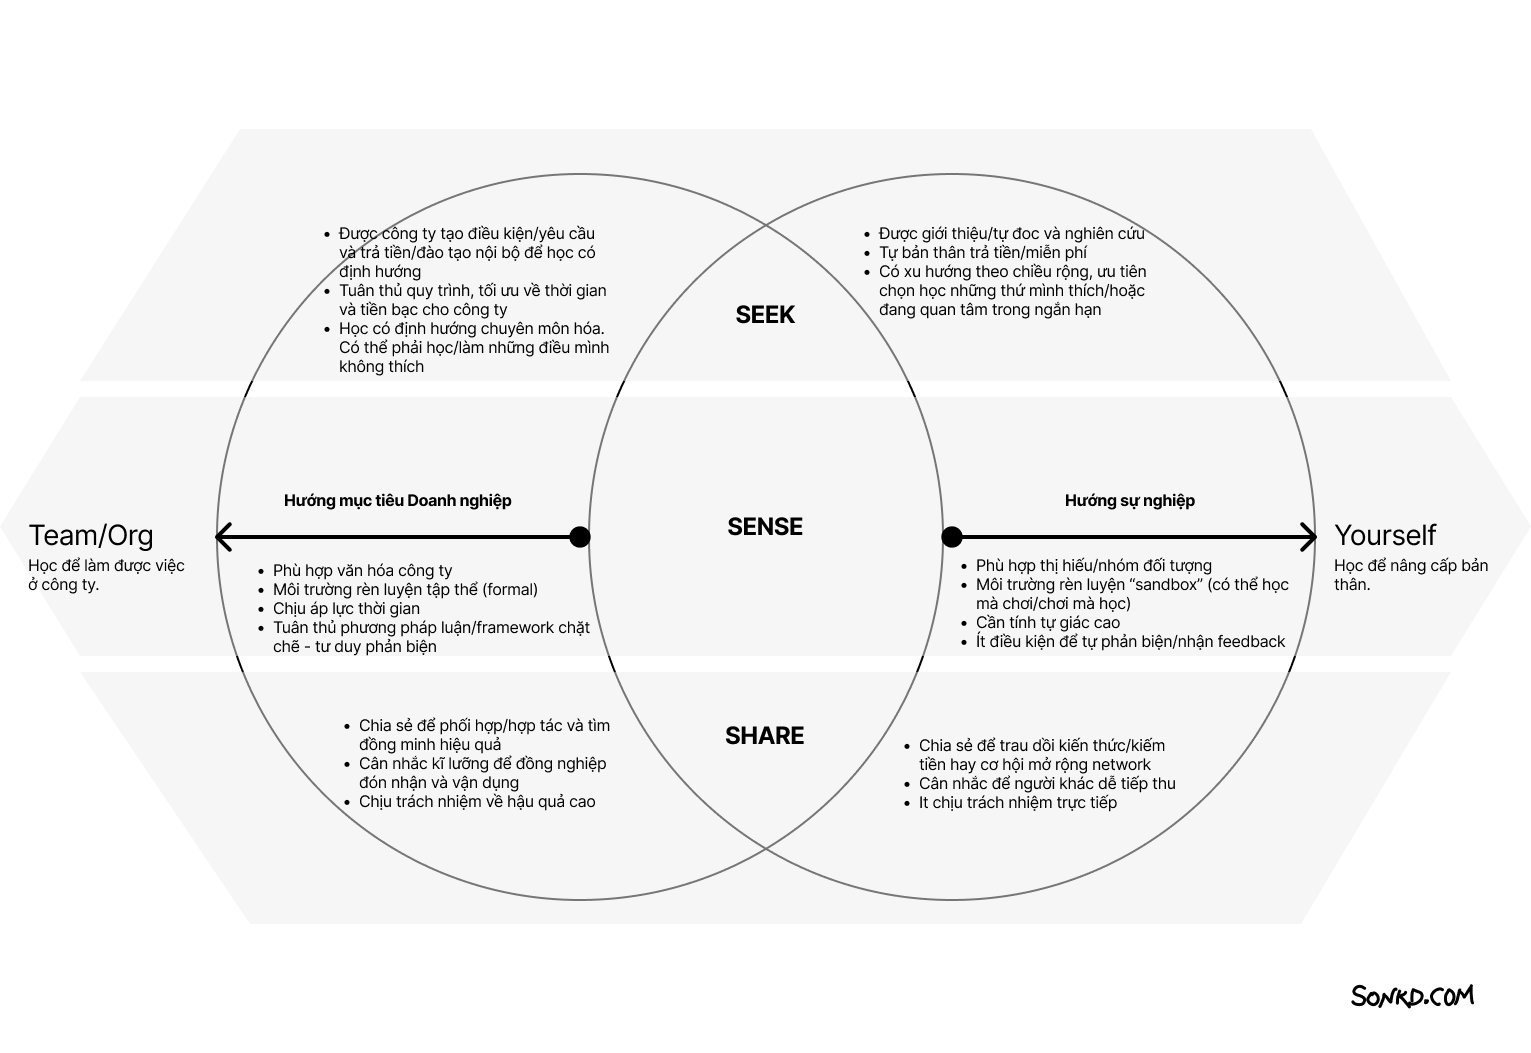 • Được công ty tạo điều kiện/yêu cầu
và trả tiền/đào tạo nội bộ để học có
định hướng
• Tuân thủ quy trình, tối ưu về thời gian
và tiền bạc cho công ty
• Học có định hướng chuyên môn hóa.
Có thể phải học/làm những điều mình
không thích
SEEK
• Được giới thiệu/tự đoc và nghiên cứu
• Tự bản thân trả tiền/miễn phí
• Có xu hướng theo chiều rộng, ưu tiên
chọn học những thứ mình thích/hoặc
đang quan tâm trong ngắn hạn
Team/Org
Học để làm được việc
ở công ty.
Hướng mục tiêu Doanh nghiệp
• Phù hợp văn hóa công ty
• Môi trường rèn luyện tập thể (formal)
• Chịu áp lực thời gian
• Tuân thủ phương pháp luận/framework chặt
chẽ - tư duy phản biện
SENSE
Hướng sự nghiệp
• Phù hợp thị hiếu/nhóm đối tượng
• Môi trường rèn luyện “sandbox” (có thể học
mà chơi/chơi mà học)
• Cần tính tự giác cao
• Ít điều kiện để tự phản biện/nhận feedback
Yourself
Học để nâng cấp bản
thân.
• Chia sẻ để phối hợp/hợp tác và tìm
đồng minh hiệu quả
• Cân nhắc kĩ lưỡng để đồng nghiệp
đón nhận và vận dụng
• Chịu trách nhiệm về hậu quả cao
SHARE
• Chia sẻ để trau dồi kiến thức/kiếm
tiền hay cơ hội mở rộng network
• Cân nhắc để người khác dễ tiếp thu
• It chịu trách nhiệm trực tiếp
SONKD.COM